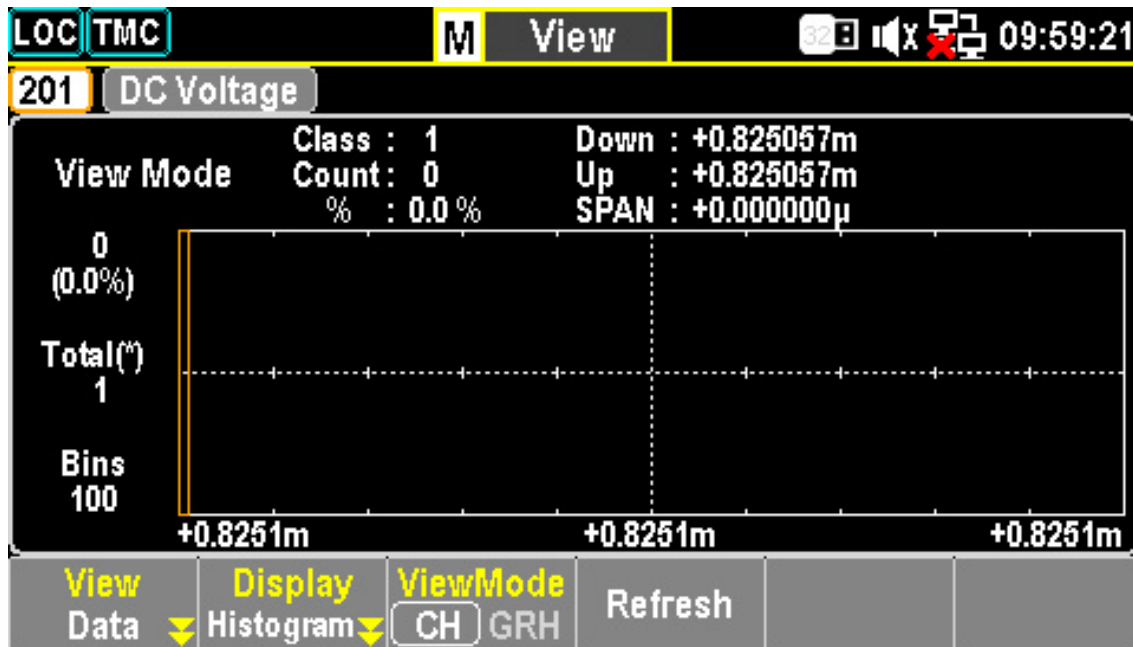 LOC TMC M View 32 09:59:21
201 DC Voltage
View Mode
Class : 1
Count : 0
% : 0.0 %
Down : +0.825057m
Up : +0.825057m
SPAN : +0.000000µ
0
(0.0%)
Total(*)
1
Bins
100
+0.8251m +0.8251m +0.8251m
View Display ViewMode Refresh
Data Histogram CH GRH